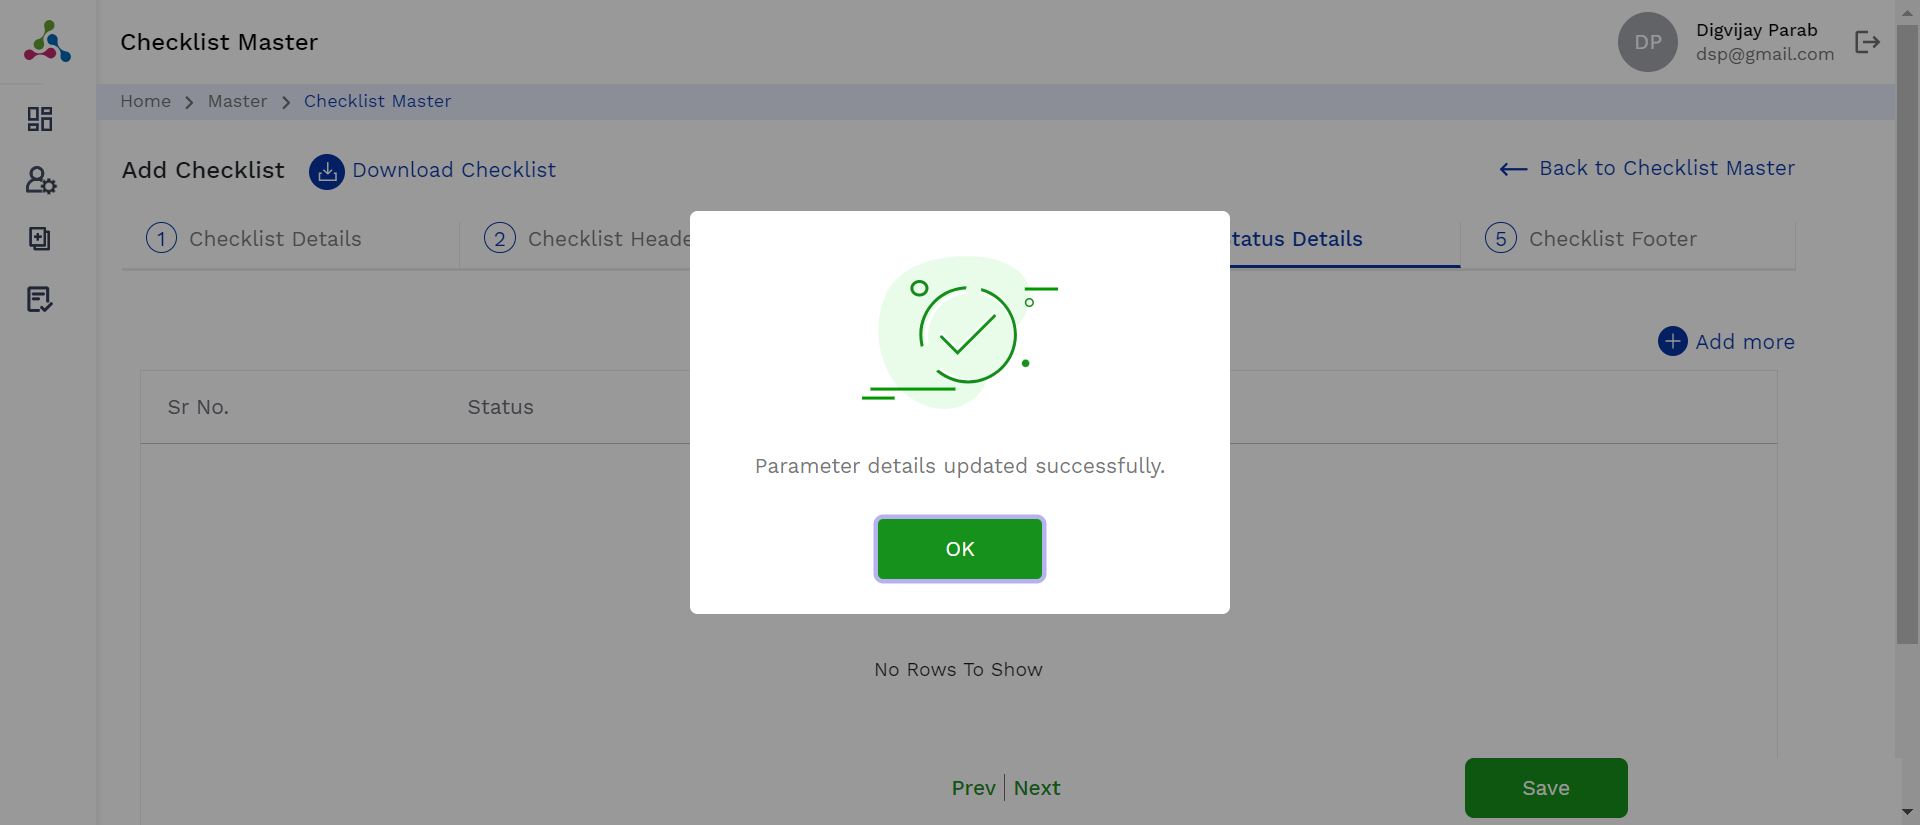 Checklist Master
DP
Digvijay Parab
dsp@gmail.com
Home > Master > Checklist Master
Add Checklist
Download Checklist
Back to Checklist Master
1 Checklist Details
2 Checklist Heade
tatus Details
5 Checklist Footer
Add more
Sr No.
Status
Parameter details updated successfully.
OK
No Rows To Show
Prev | Next
Save